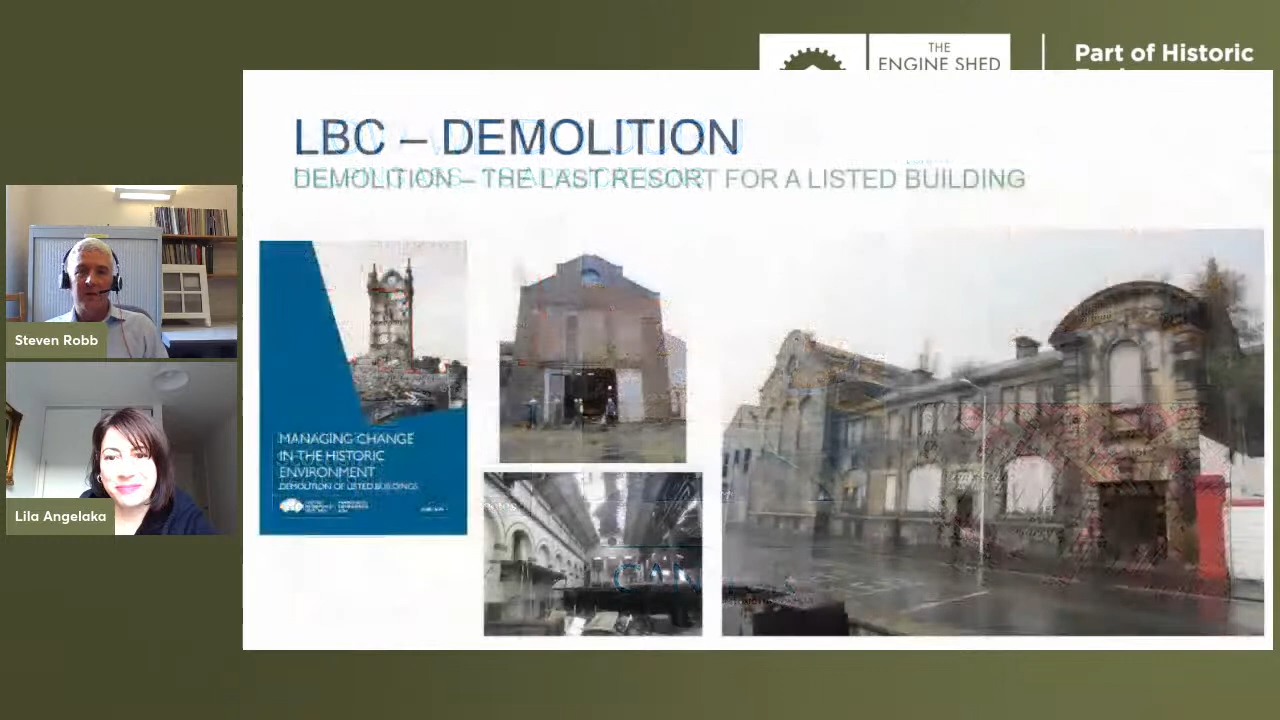 THE
ENGINE SHED
Part of Historic
LBC – DEMOLITION
DEMOLITION – THE LAST RESORT FOR A LISTED BUILDING
Steven Robb
MANAGING CHANGE
IN THE HISTORIC
ENVIRONMENT
DEMOLITION OF LISTED BUILDINGS
Lila Angelaka